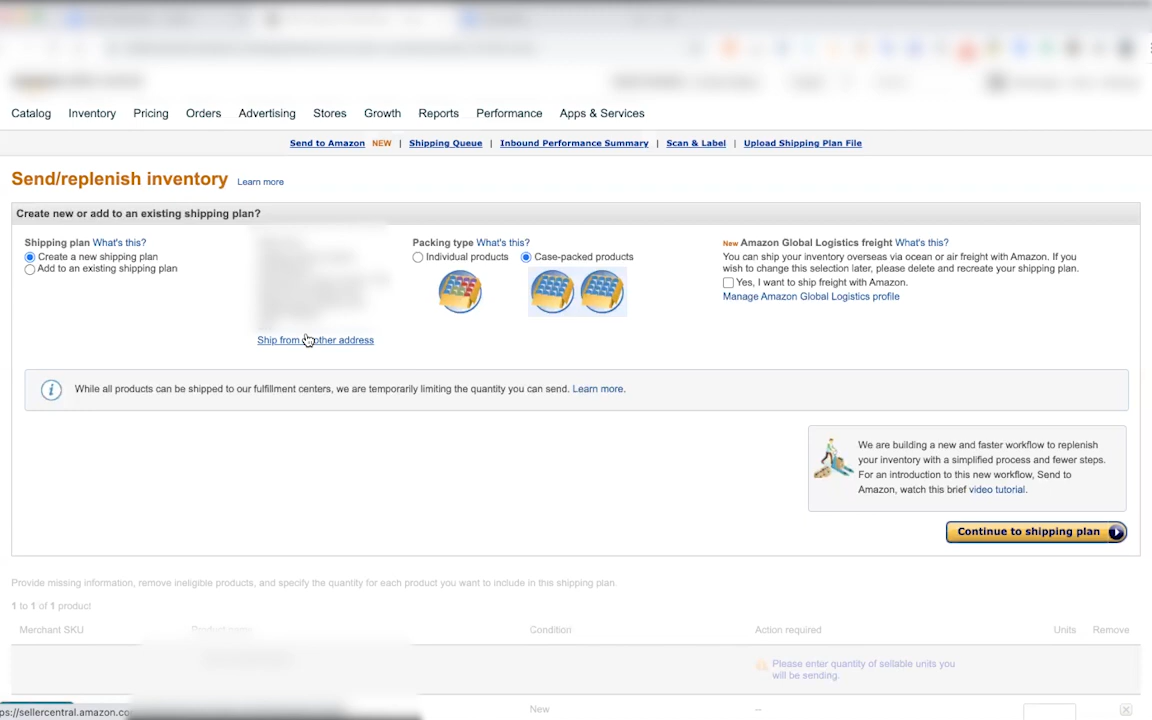 Catalog Inventory Pricing Orders Advertising Stores Growth Reports Performance Apps & Services
Send to Amazon NEW | Shipping Queue | Inbound Performance Summary | Scan & Label | Upload Shipping Plan File
Send/replenish inventory Learn more
Create new or add to an existing shipping plan?
Shipping plan What's this?
Create a new shipping plan
Add to an existing shipping plan
Ship from another address
Packing type What's this?
Individual products Case-packed products
New Amazon Global Logistics freight What's this?
You can ship your inventory overseas via ocean or air freight with Amazon. If you
wish to change this selection later, please delete and recreate your shipping plan.
Yes, I want to ship freight with Amazon.
Manage Amazon Global Logistics profile
While all products can be shipped to our fulfillment centers, we are temporarily limiting the quantity you can send. Learn more.
We are building a new and faster workflow to replenish
your inventory with a simplified process and fewer steps.
For an introduction to this new workflow, Send to
Amazon, watch this brief video tutorial.
Continue to shipping plan
Provide missing information, remove ineligible products, and specify the quantity for each product you want to include in this shipping plan.
1 to 1 of 1 product
Merchant SKU Product name Condition Action required Units Remove
Please enter quantity of sellable units you
will be sending.
New --
ps://sellercentral.amazon.co